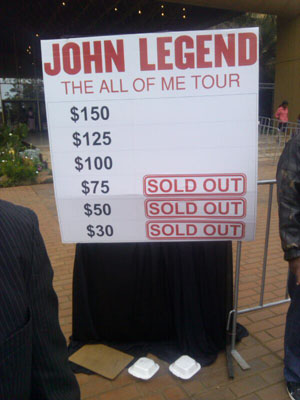 JOHN LEGEND
THE ALL OF ME TOUR
$150
$125
$100
$75 SOLD OUT
$50 SOLD OUT
$30 SOLD OUT